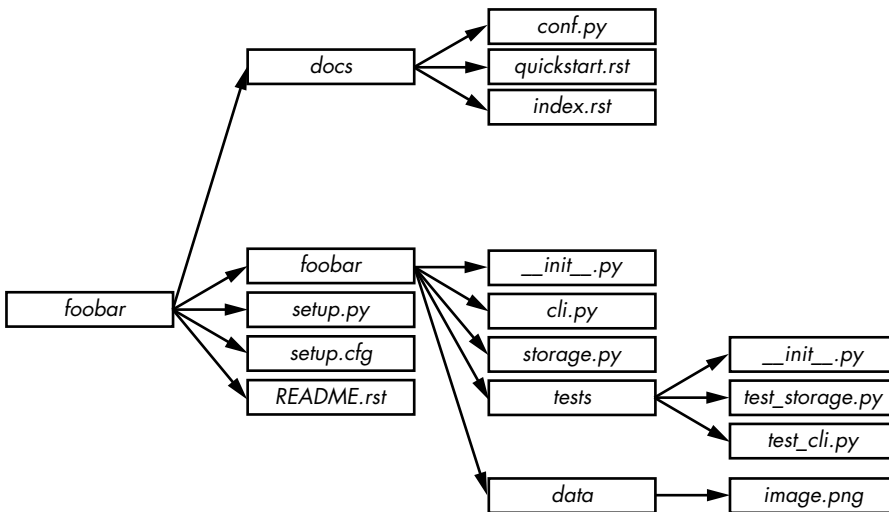 conf.py
docs
quickstart.rst
index.rst
foobar
__init__.py
foobar
setup.py
cli.py
setup.cfg
storage.py
__init__.py
README.rst
tests
test_storage.py
test_cli.py
data
image.png